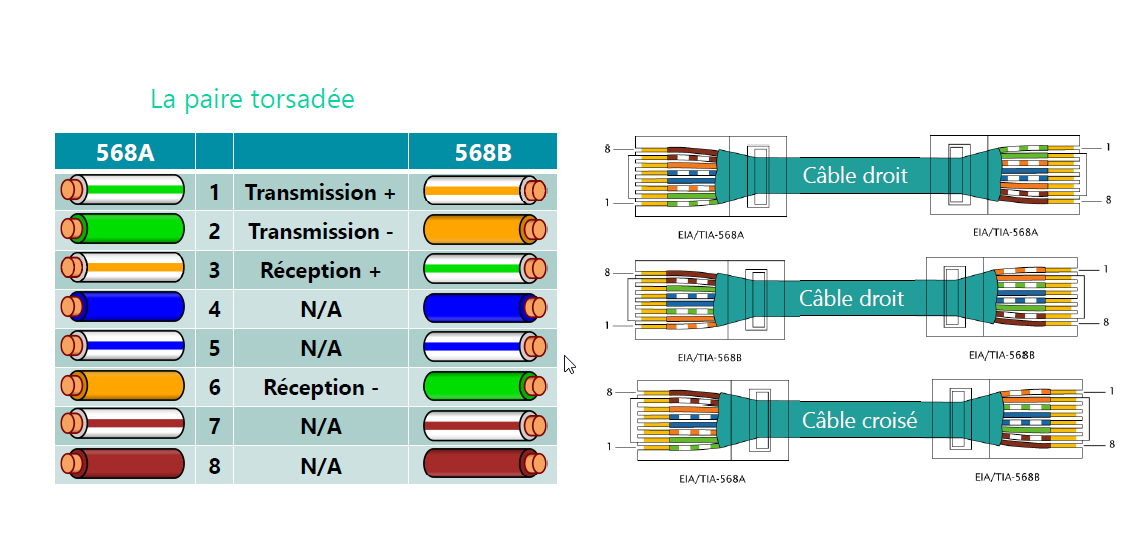 La paire torsadée
568A 568B
1 Transmission +
2 Transmission -
3 Réception +
4 N/A
5 N/A
6 Réception -
7 N/A
8 N/A
8 1
Câble droit
1 8
EIA/TIA-568A EIA/TIA-568A
8 1
Câble droit
1 8
EIA/TIA-568B EIA/TIA-568B
8 1
Câble croisé
1 8
EIA/TIA-568A EIA/TIA-568B